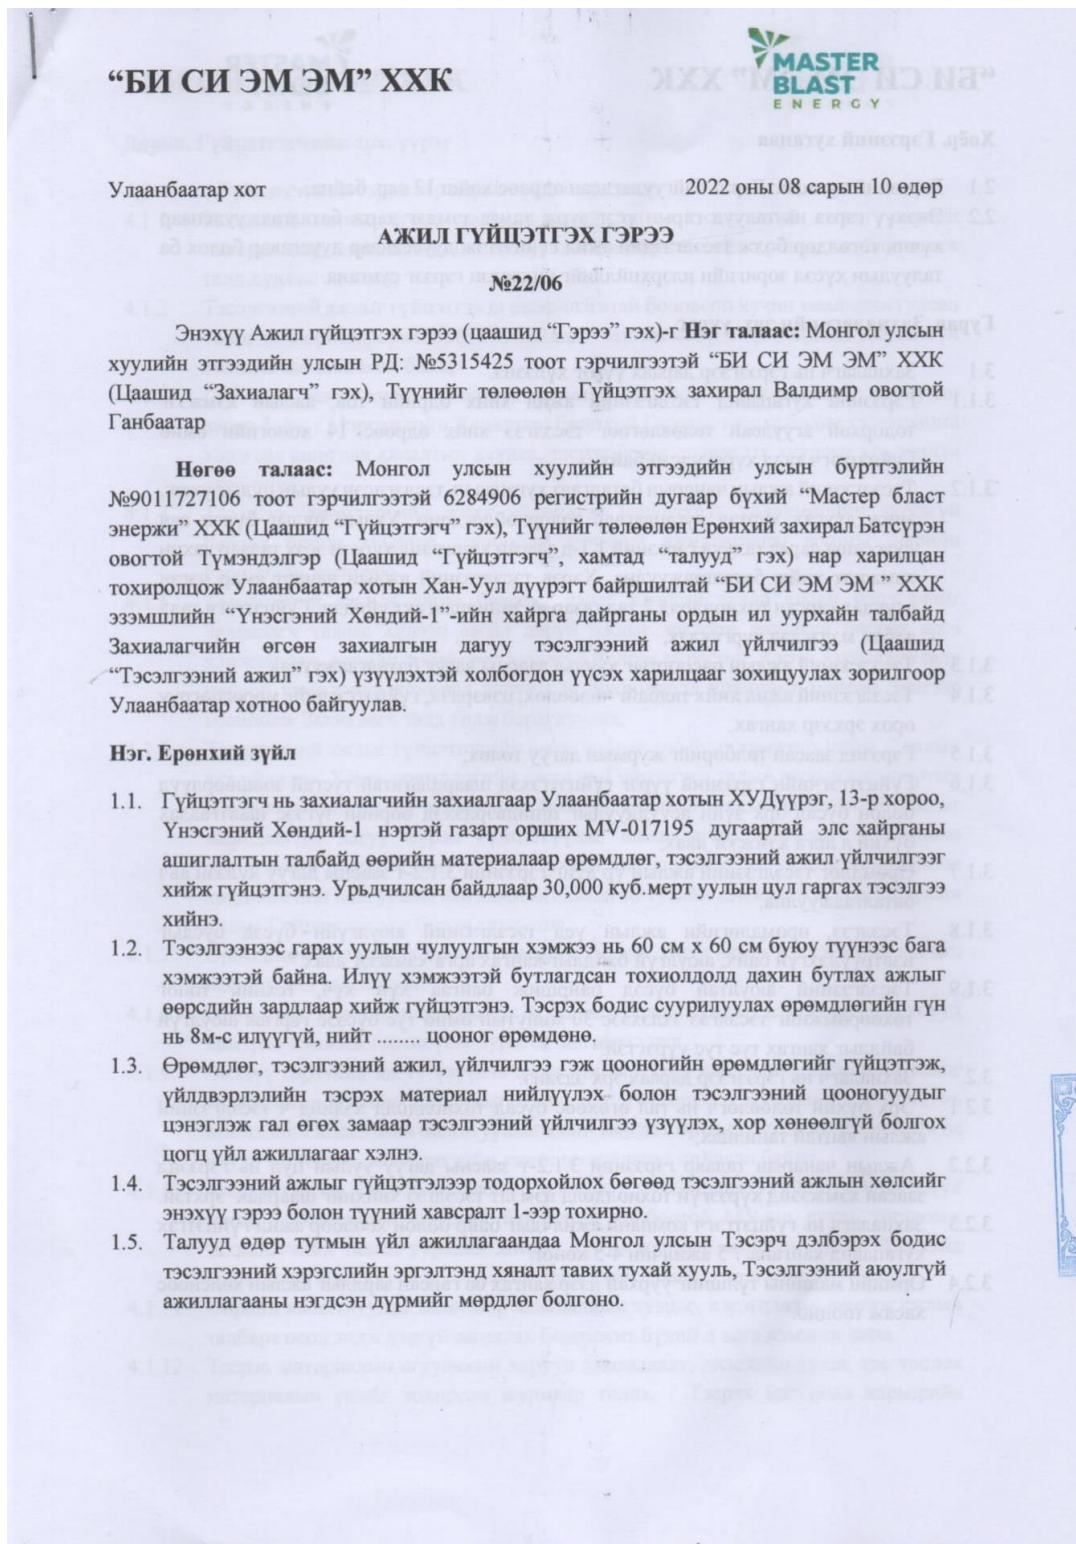 “БИ СИ ЭМ ЭМ” ХХК
MASTER
BLAST
ENERGY
Улаанбаатар хот
2022 оны 08 сарын 10 өдөр
АЖИЛ ГҮЙЦЭТГЭХ ГЭРЭЭ
№22/06
Энэхүү Ажил гүйцэтгэх гэрээ (цаашид “Гэрээ” гэх)-г Нэг талаас: Монгол улсын
хуулийн этгээдийн улсын РД: №5315425 тоот гэрчилгээтэй “БИ СИ ЭМ ЭМ” ХХК
(Цаашид “Захиалагч” гэх), Түүнийг төлөөлөн Гүйцэтгэх захирал Валдимр овогтой
Ганбаатар
Нөгөө талаас: Монгол улсын хуулийн этгээдийн улсын бүртгэлийн
№9011727106 тоот гэрчилгээтэй 6284906 регистрийн дугаар бүхий “Мастер бласт
энержи” ХХК (Цаашид “Гүйцэтгэгч” гэх), Түүнийг төлөөлөн Ерөнхий захирал Батсүрэн
овогтой Түмэндэлгэр (Цаашид “Гүйцэтгэгч”, хамтад “талууд” гэх) нар харилцан
тохиролцож Улаанбаатар хотын Хан-Уул дүүрэгт байршилтай “БИ СИ ЭМ ЭМ ” ХХК
эзэмшлийн “Үнэсгэний Хөндий-1”-ийн хайрга дайрганы ордын ил уурхайн талбайд
Захиалагчийн өгсөн захиалгын дагуу тэсэлгээний ажил үйлчилгээ (Цаашид
“Тэсэлгээний ажил” гэх) үзүүлэхтэй холбогдон үүсэх харилцааг зохицуулах зорилгоор
Улаанбаатар хотноо байгуулав.
Нэг. Ерөнхий зүйл
1.1. Гүйцэтгэгч нь захиалагчийн захиалгаар Улаанбаатар хотын ХУДүүрэг, 13-р хороо,
Үнэсгэний Хөндий-1 нэртэй газарт орших MV-017195 дугаартай элс хайрганы
ашиглалтын талбайд өөрийн материалаар өрөмдлөг, тэсэлгээний ажил үйлчилгээг
хийж гүйцэтгэнэ. Урьдчилсан байдлаар 30,000 куб.мерт уулын цул гаргах тэсэлгээ
хийнэ.
1.2. Тэсэлгээнээс гарах уулын чулуулгын хэмжээ нь 60 см х 60 см буюу түүнээс бага
хэмжээтэй байна. Илүү хэмжээтэй бутлагдсан тохиолдолд дахин бутлах ажлыг
өөрсдийн зардлаар хийж гүйцэтгэнэ. Тэсрэх бодис суурилуулах өрөмдлөгийн гүн
нь 8м-с илүүгүй, нийт ........ цооног өрөмдөнө.
1.3. Өрөмдлөг, тэсэлгээний ажил, үйлчилгээ гэж цооногийн өрөмдлөгийг гүйцэтгэж,
үйлдвэрлэлийн тэсрэх материал нийлүүлэх болон тэсэлгээний цооногуудыг
цэнэглэж гал өгөх замаар тэсэлгээний үйлчилгээ үзүүлэх, хор хөнөөлгүй болгох
цогц үйл ажиллагааг хэлнэ.
1.4. Тэсэлгээний ажлыг гүйцэтгэлээр тодорхойлох бөгөөд тэсэлгээний ажлын хөлсийг
энэхүү гэрээ болон түүний хавсралт 1-ээр тохирно.
1.5. Талууд өдөр тутмын үйл ажиллагаандаа Монгол улсын Тэсэрч дэлбэрэх бодис
тэсэлгээний хэрэгслийн эргэлтэнд хяналт тавих тухай хууль, Тэсэлгээний аюулгүй
ажиллагааны нэгдсэн дүрмийг мөрдлөг болгоно.